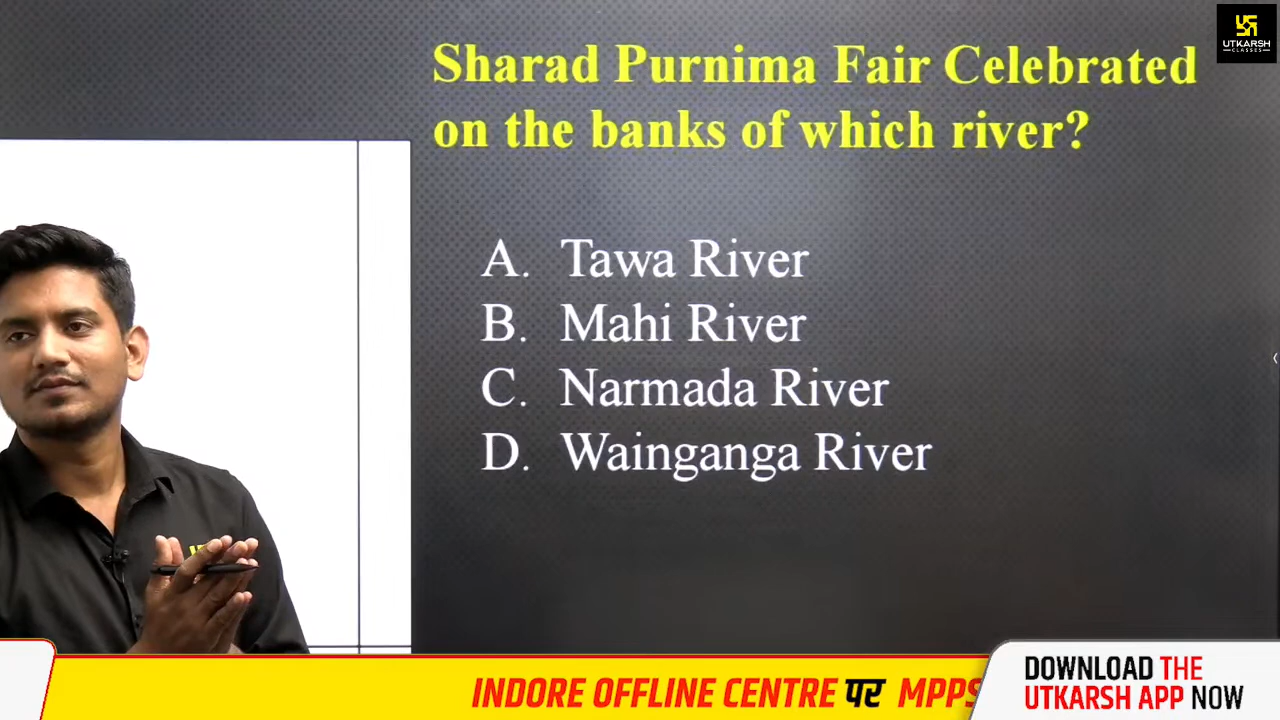 UTKARSH
CLASSES
Sharad Purnima Fair Celebrated
on the banks of which river?
A. Tawa River
B. Mahi River
C. Narmada River
D. Wainganga River
INDORE OFFLINE CENTRE पर MPPS
DOWNLOAD THE
UTKARSH APP NOW